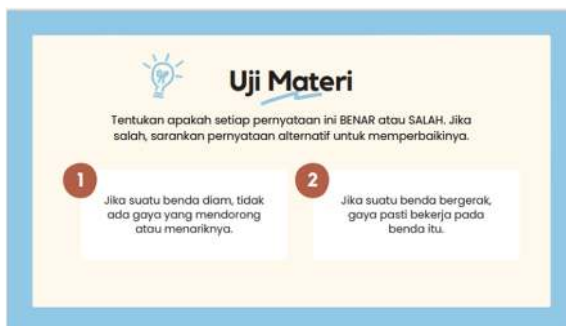 Uji Materi
Tentukan apakah setiap pernyataan ini BENAR atau SALAH. Jika
salah, sarankan pernyataan alternatif untuk memperbaikinya.
1
Jika suatu benda diam, tidak
ada gaya yang mendorong
atau menariknya.
2
Jika suatu benda bergerak,
gaya pasti bekerja pada
benda itu.